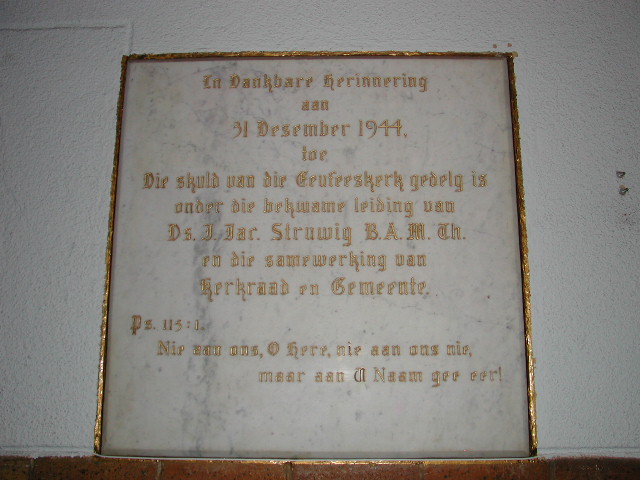 In Dankbare Herinnering
aan
31 Desember 1944,
toe
Die skuld van die Eeufeeskerk gedelg is
onder die bekwame leiding van
Ds. J. Jac. Struwig B.A. M. Th.
en die samewerking van
Kerkraad en Gemeente.
Ps. 115:1.
Nie aan ons, O Here, nie aan ons nie,
maar aan U Naam gee eer!